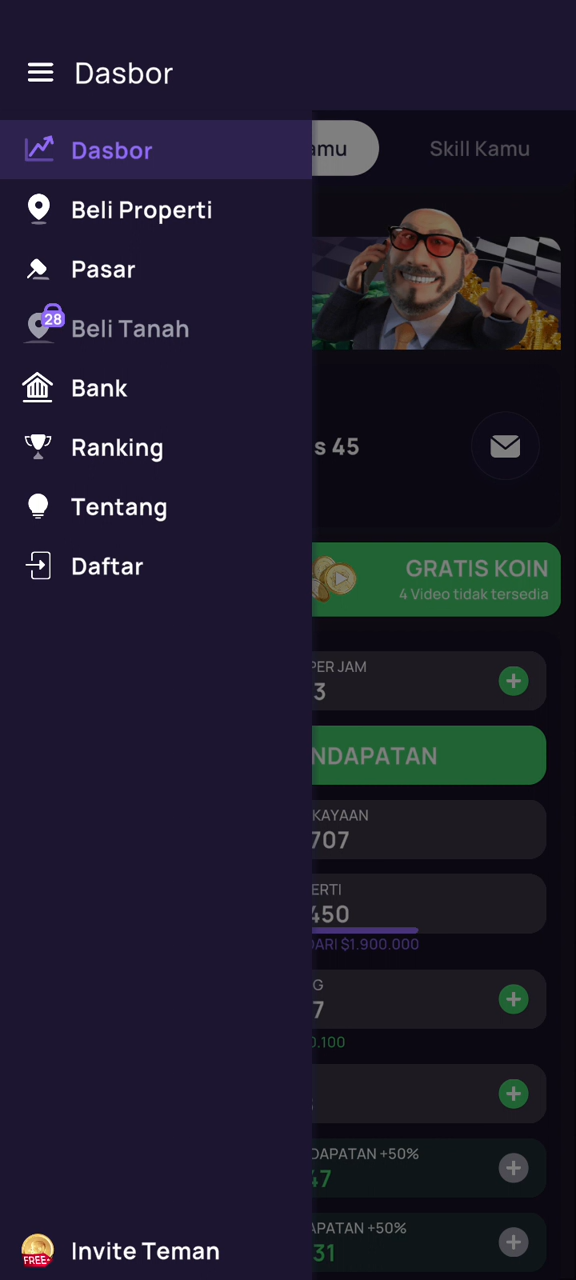 Dasbor
Dasbor
Beli Properti
Pasar
28
Beli Tanah
Bank
Ranking
Tentang
Daftar
FREE+
Invite Teman
amu
Skill Kamu
s 45
GRATIS KOIN
4 Video tidak tersedia
PER JAM
3
NDAPATAN
KAYAAN
707
ERTI
450
DARI $1.900.000
G
7
0.100
DAPATAN +50%
47
APATAN +50%
31